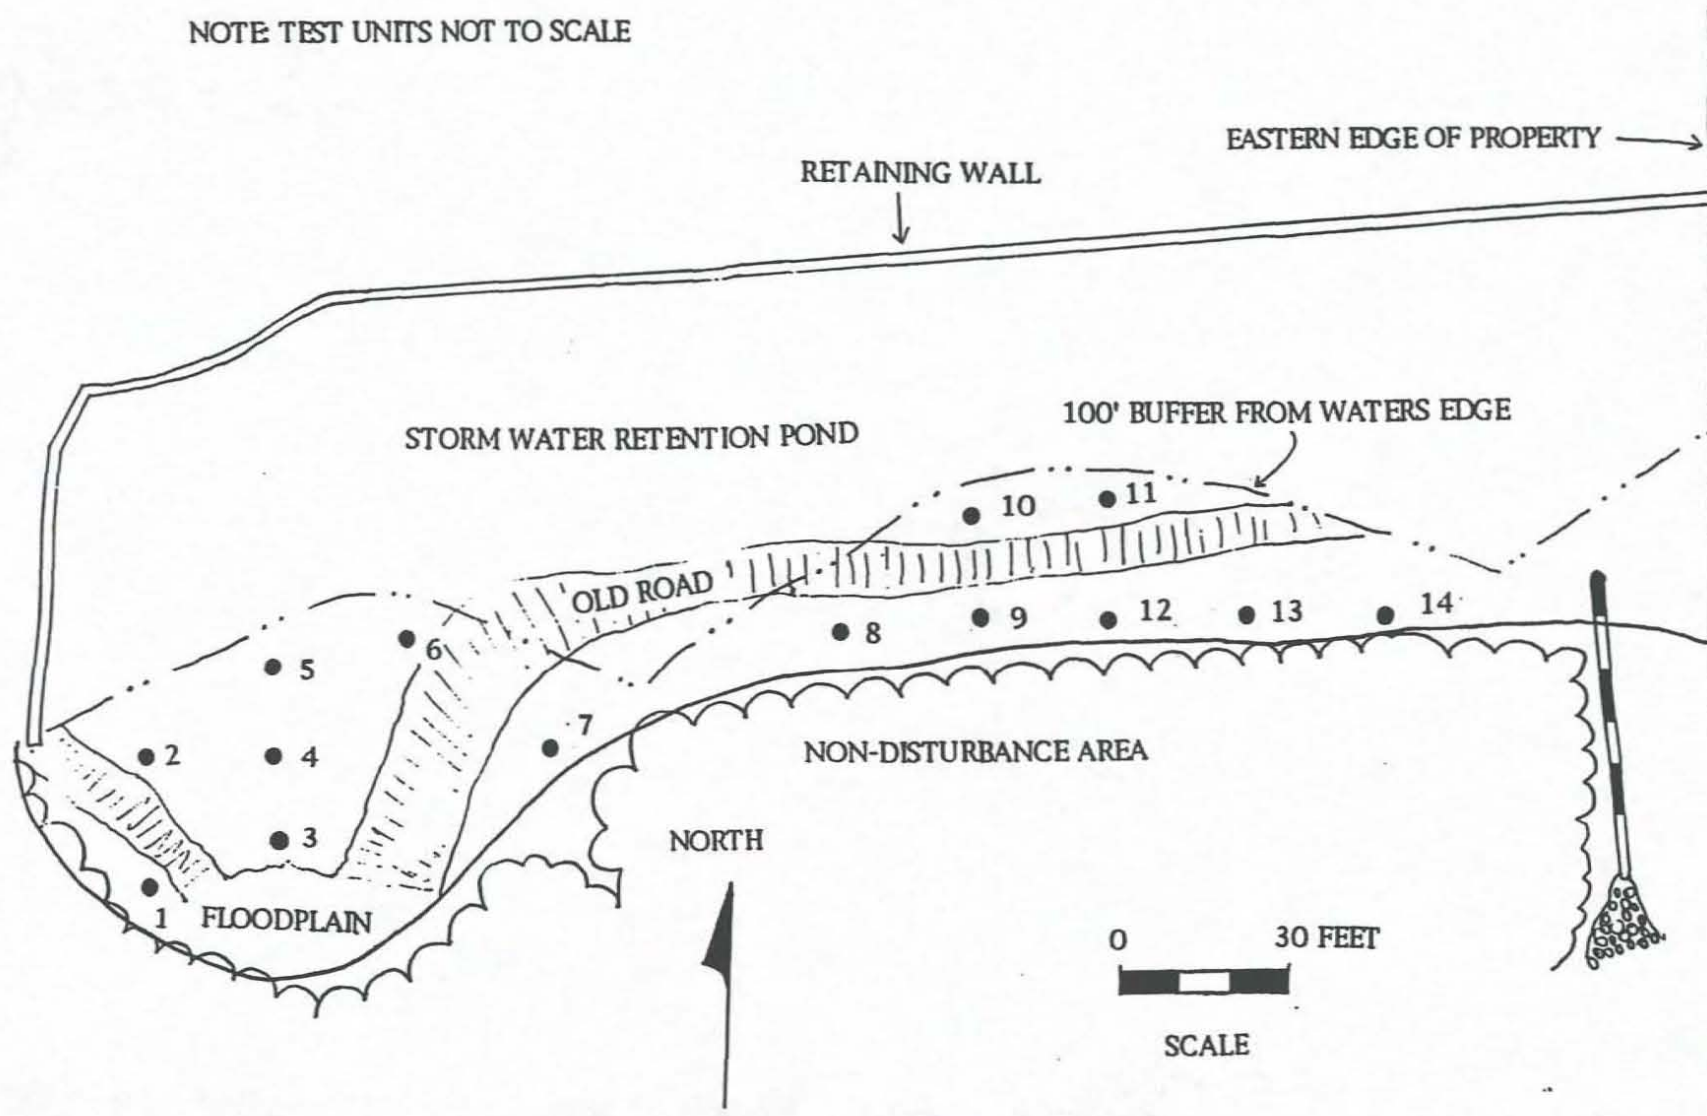 NOTE: TEST UNITS NOT TO SCALE
EASTERN EDGE OF PROPERTY
RETAINING WALL
100' BUFFER FROM WATERS EDGE
STORM WATER RETENTION POND
10
11
OLD ROAD
8
9
12
13
14
6
5
7
2
4
3
NON-DISTURBANCE AREA
NORTH
1
FLOODPLAIN
0
30 FEET
SCALE